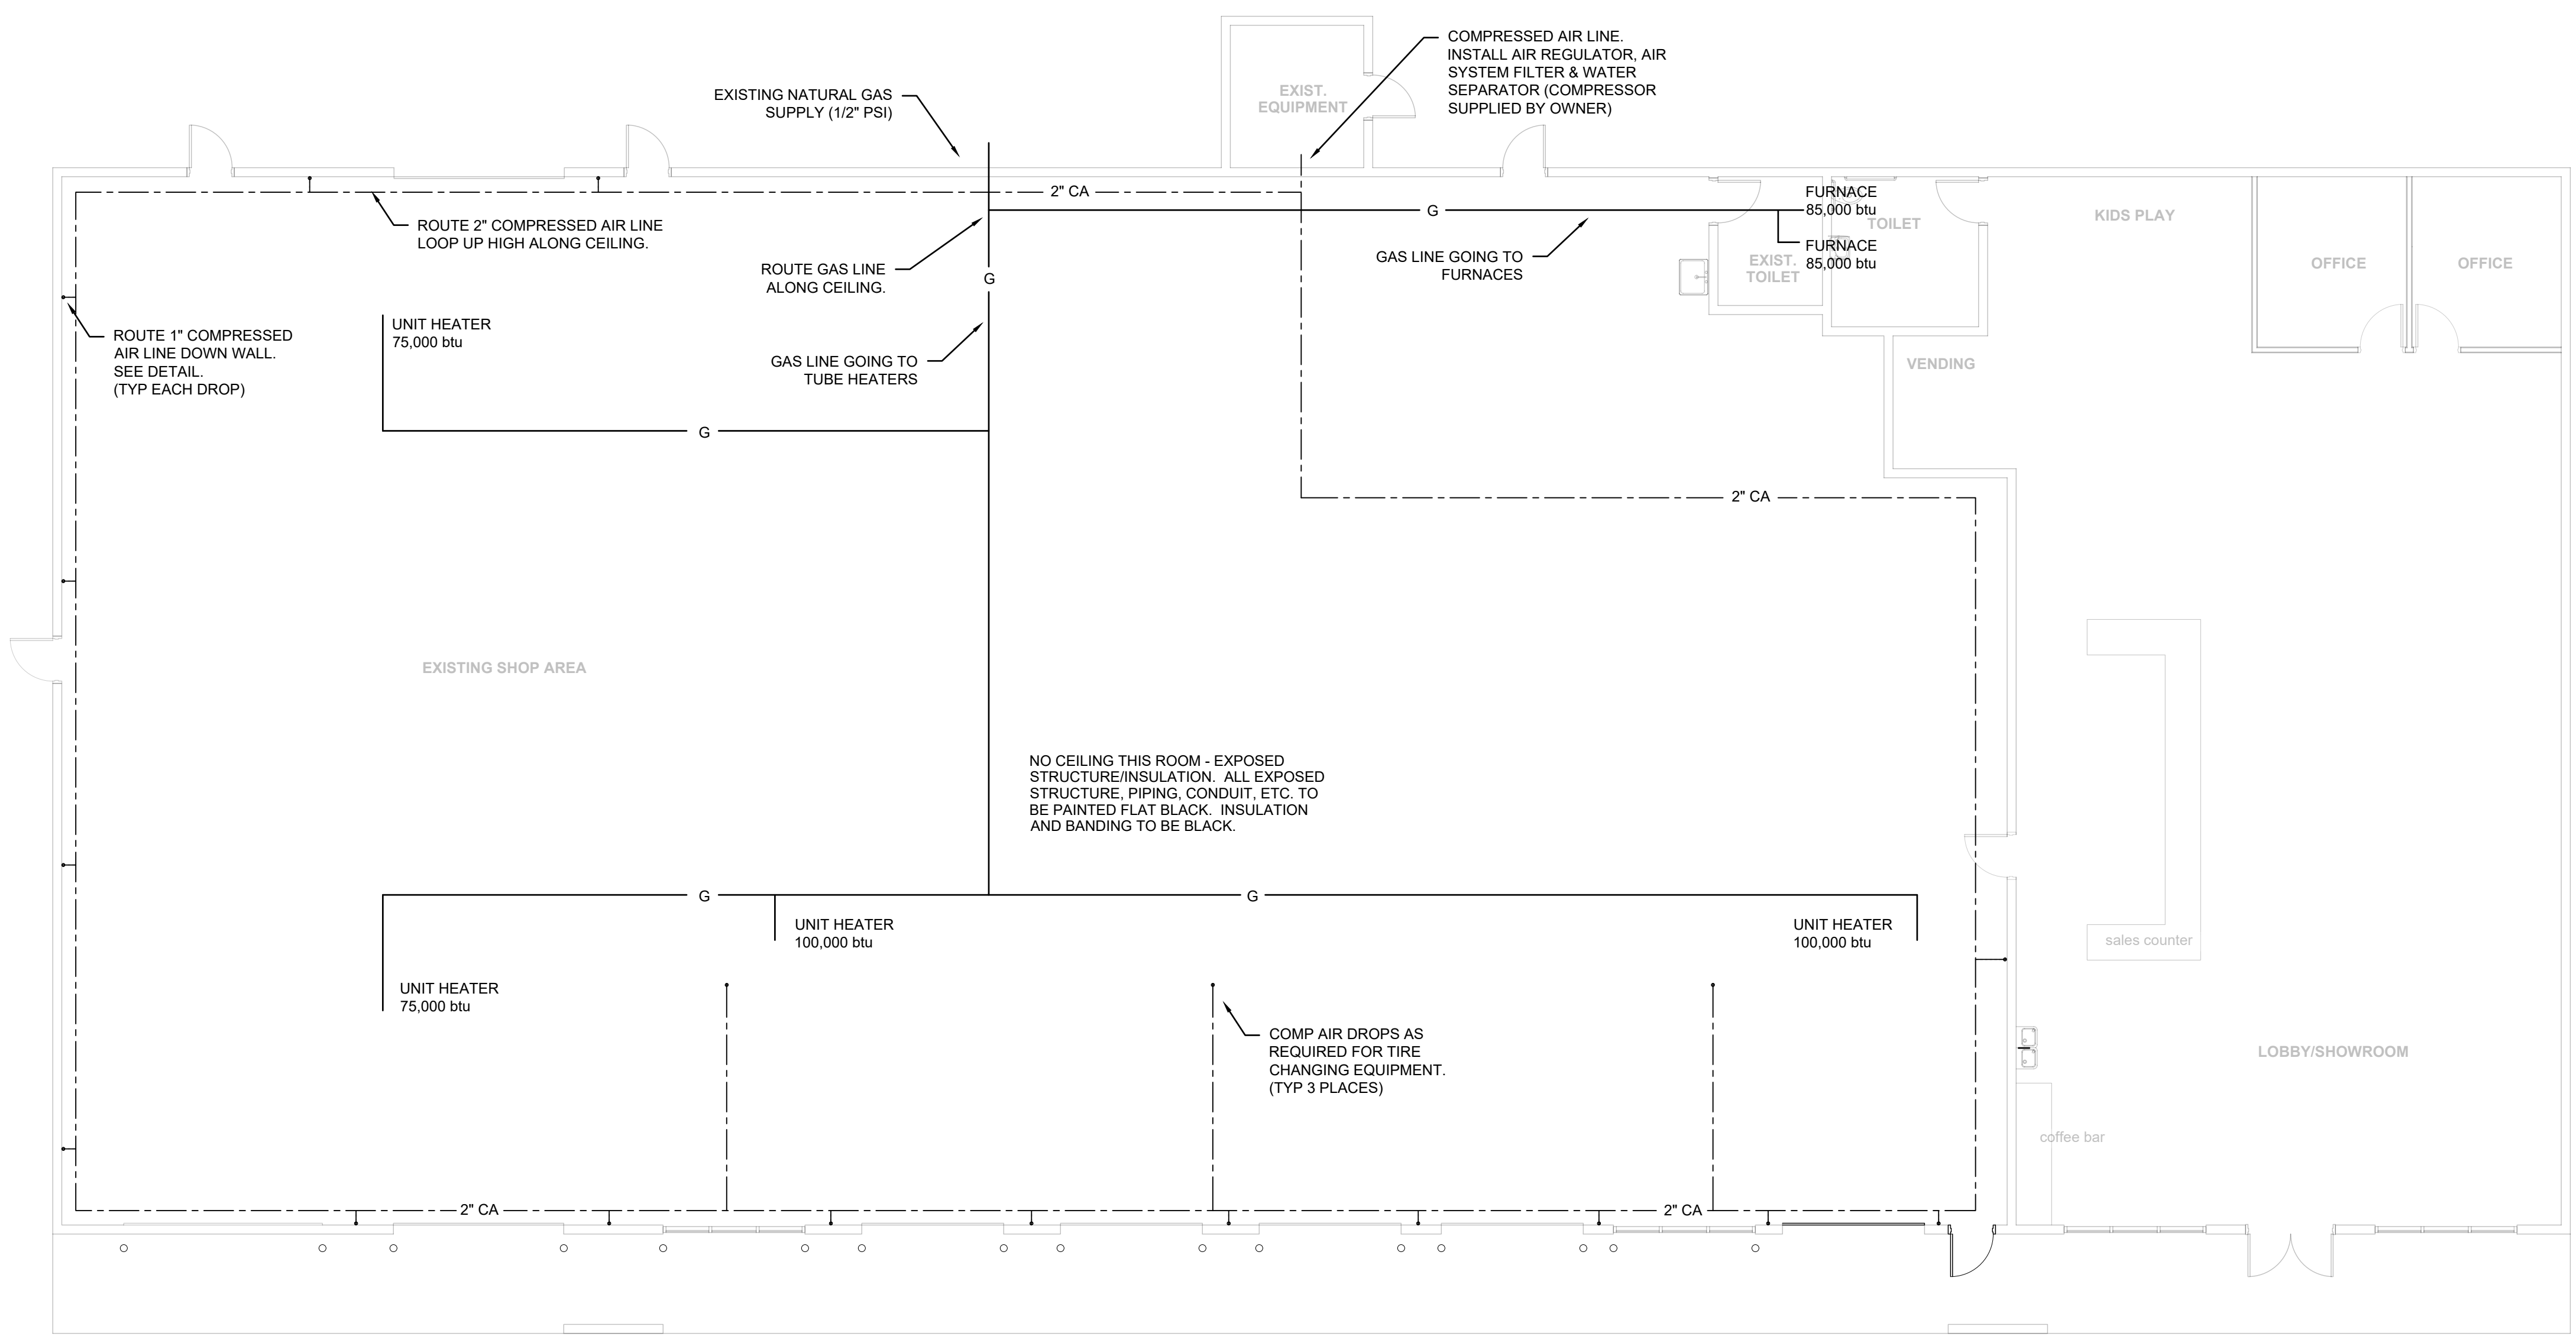 COMPRESSED AIR LINE.
INSTALL AIR REGULATOR, AIR
SYSTEM FILTER & WATER
SEPARATOR (COMPRESSOR
SUPPLIED BY OWNER)
EXISTING NATURAL GAS
SUPPLY (1/2" PSI)
EXIST.
EQUIPMENT
2" CA
ROUTE 2" COMPRESSED AIR LINE
LOOP UP HIGH ALONG CEILING.
G
FURNACE
85,000 btu
TOILET
FURNACE
85,000 btu
KIDS PLAY
ROUTE GAS LINE
ALONG CEILING.
G
GAS LINE GOING TO
FURNACES
EXIST.
TOILET
OFFICE
OFFICE
ROUTE 1" COMPRESSED
AIR LINE DOWN WALL.
SEE DETAIL.
(TYP EACH DROP)
UNIT HEATER
75,000 btu
GAS LINE GOING TO
TUBE HEATERS
VENDING
G
2" CA
EXISTING SHOP AREA
NO CEILING THIS ROOM - EXPOSED
STRUCTURE/INSULATION. ALL EXPOSED
STRUCTURE, PIPING, CONDUIT, ETC. TO
BE PAINTED FLAT BLACK. INSULATION
AND BANDING TO BE BLACK.
G
G
UNIT HEATER
100,000 btu
UNIT HEATER
100,000 btu
sales counter
UNIT HEATER
75,000 btu
COMP AIR DROPS AS
REQUIRED FOR TIRE
CHANGING EQUIPMENT.
(TYP 3 PLACES)
LOBBY/SHOWROOM
coffee bar
2" CA
2" CA